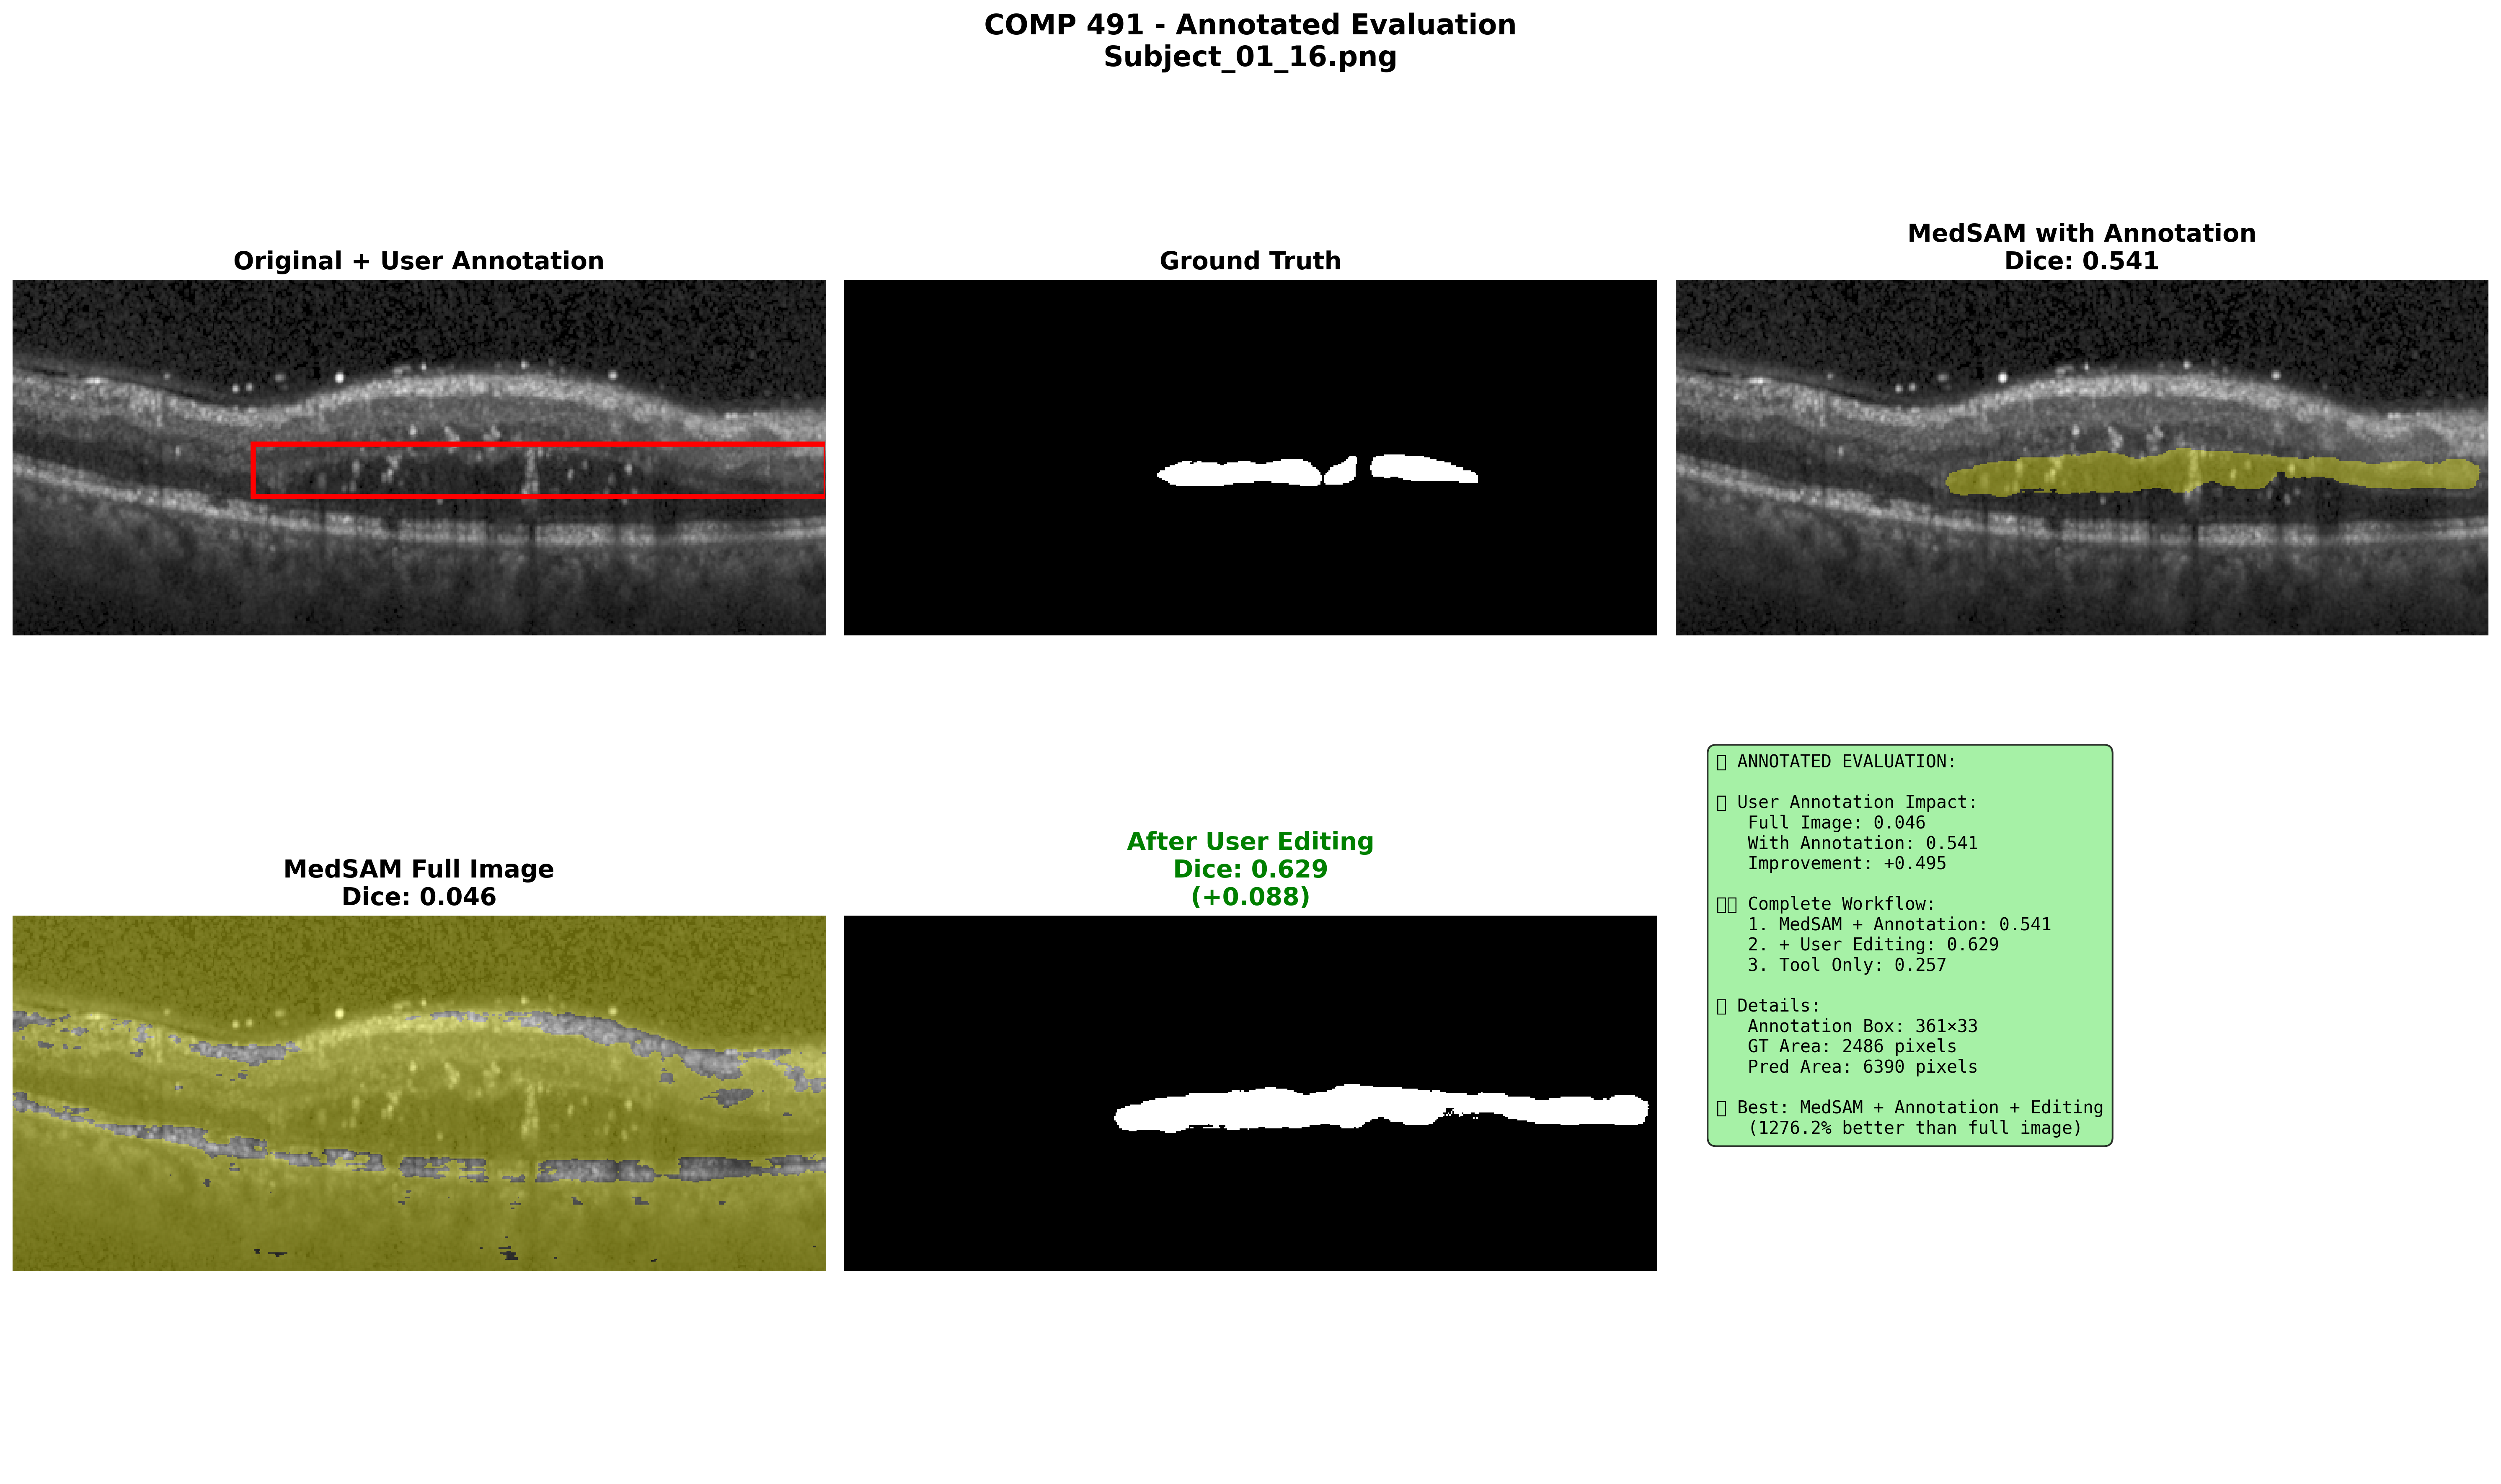 COMP 491 - Annotated Evaluation
Subject_01_16.png
Original + User Annotation
Ground Truth
MedSAM with Annotation
Dice: 0.541
MedSAM Full Image
Dice: 0.046
After User Editing
Dice: 0.629
(+0.088)
ANNOTATED EVALUATION:
User Annotation Impact:
Full Image: 0.046
With Annotation: 0.541
Improvement: +0.495
Complete Workflow:
1. MedSAM + Annotation: 0.541
2. + User Editing: 0.629
3. Tool Only: 0.257
Details:
Annotation Box: 361×33
GT Area: 2486 pixels
Pred Area: 6390 pixels
Best: MedSAM + Annotation + Editing
(1276.2% better than full image)